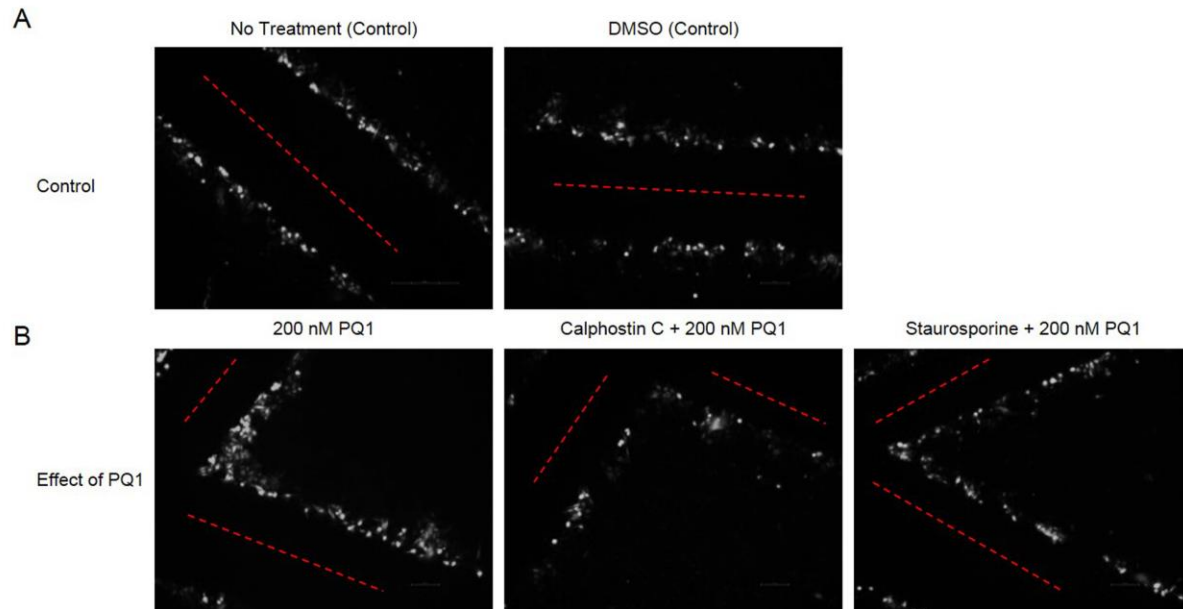 A
No Treatment (Control)
DMSO (Control)
Control
B
200 nM PQ1
Calphostin C + 200 nM PQ1
Staurosporine + 200 nM PQ1
Effect of PQ1